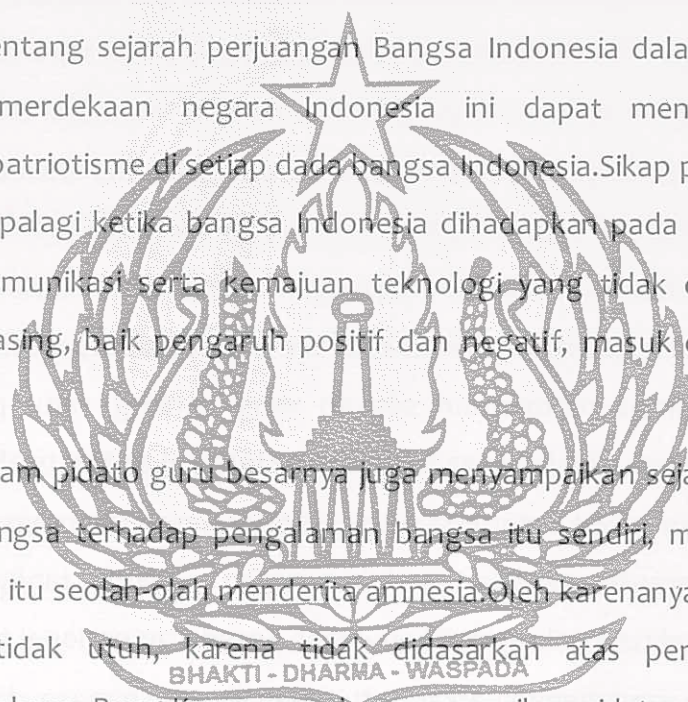 entang sejarah perjuangan Bangsa Indonesia dala
merdekaan negara Indonesia ini dapat men
patriotisme di setiap dada bangsa Indonesia.Sikap p
palagi ketika bangsa Indonesia dihadapkan pada
munikasi serta kemajuan teknologi yang tidak
asing, baik pengaruh positif dan negatif, masuk
am pidato guru besarnya juga menyampaikan seja
ngsa terhadap pengalaman bangsa itu sendiri, m
itu seolah-olah menderita amnesia.Oleh karenanya
tidak utuh, karena tidak didasarkan atas pen
BHAKTI - DHARMA - WASPADA